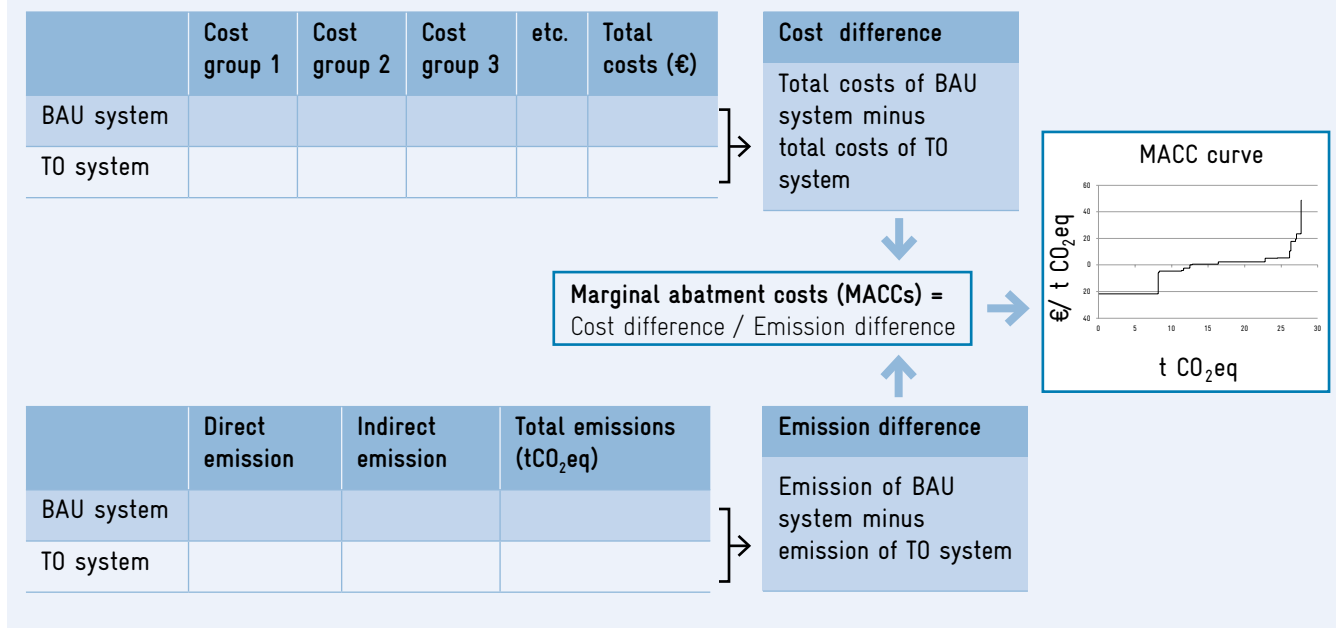 Cost group 1 Cost group 2 Cost group 3 etc. Total costs (€)
BAU system
TO system
Cost difference
Total costs of BAU
system minus
total costs of TO
system
Marginal abatment costs (MACCs) =
Cost difference / Emission difference
MACC curve
€/ t CO₂eq
60
40
20
0
20
40
0 5 10 15 20 25 30
t CO₂eq
Direct emission Indirect emission Total emissions (tCO₂eq)
BAU system
TO system
Emission difference
Emission of BAU
system minus
emission of TO system